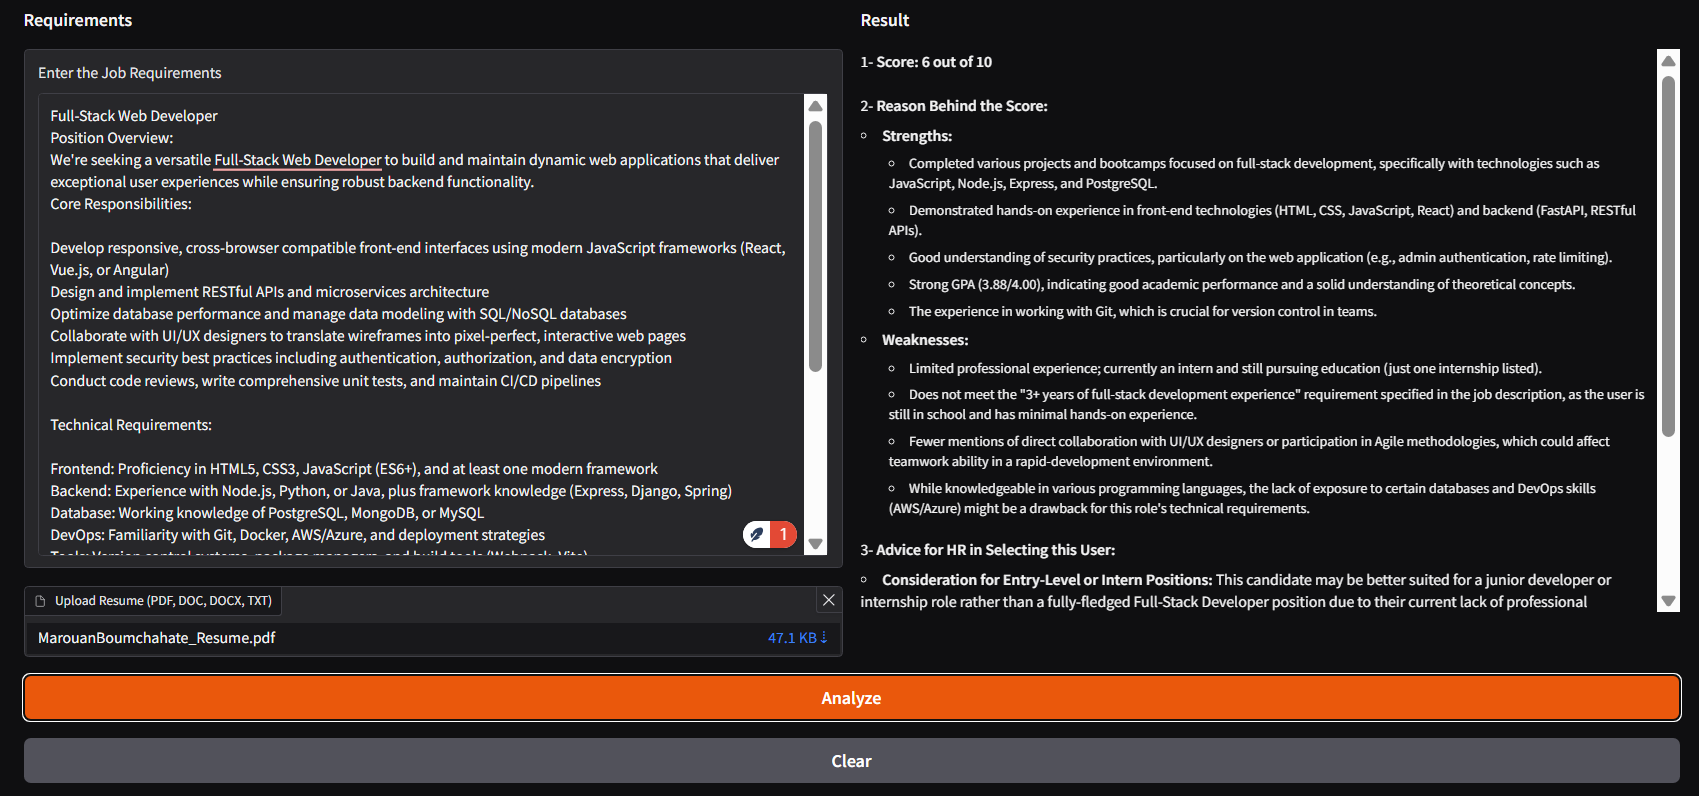 Requirements
Enter the Job Requirements
Full-Stack Web Developer
Position Overview:
We're seeking a versatile Full-Stack Web Developer to build and maintain dynamic web applications that deliver
exceptional user experiences while ensuring robust backend functionality.
Core Responsibilities:
Develop responsive, cross-browser compatible front-end interfaces using modern JavaScript frameworks (React,
Vue.js, or Angular)
Design and implement RESTful APIs and microservices architecture
Optimize database performance and manage data modeling with SQL/NoSQL databases
Collaborate with UI/UX designers to translate wireframes into pixel-perfect, interactive web pages
Implement security best practices including authentication, authorization, and data encryption
Conduct code reviews, write comprehensive unit tests, and maintain CI/CD pipelines
Technical Requirements:
Frontend: Proficiency in HTML5, CSS3, JavaScript (ES6+), and at least one modern framework
Backend: Experience with Node.js, Python, or Java, plus framework knowledge (Express, Django, Spring)
Database: Working knowledge of PostgreSQL, MongoDB, or MySQL
DevOps: Familiarity with Git, Docker, AWS/Azure, and deployment strategies
Tools: Version control systems, package managers, and build tools (Webpack, Vite)
1
Upload Resume (PDF, DOC, DOCX, TXT)
MarouanBoumchahate_Resume.pdf
47.1 KB ↓
Result
1- Score: 6 out of 10
2- Reason Behind the Score:
Strengths:
Completed various projects and bootcamps focused on full-stack development, specifically with technologies such as
JavaScript, Node.js, Express, and PostgreSQL.
Demonstrated hands-on experience in front-end technologies (HTML, CSS, JavaScript, React) and backend (FastAPI, RESTful
APIs).
Good understanding of security practices, particularly on the web application (e.g., admin authentication, rate limiting).
Strong GPA (3.88/4.00), indicating good academic performance and a solid understanding of theoretical concepts.
The experience in working with Git, which is crucial for version control in teams.
Weaknesses:
Limited professional experience; currently an intern and still pursuing education (just one internship listed).
Does not meet the "3+ years of full-stack development experience" requirement specified in the job description, as the user is
still in school and has minimal hands-on experience.
Fewer mentions of direct collaboration with UI/UX designers or participation in Agile methodologies, which could affect
teamwork ability in a rapid-development environment.
While knowledgeable in various programming languages, the lack of exposure to certain databases and DevOps skills
(AWS/Azure) might be a drawback for this role's technical requirements.
3- Advice for HR in Selecting this User:
Consideration for Entry-Level or Intern Positions: This candidate may be better suited for a junior developer or
internship role rather than a fully-fledged Full-Stack Developer position due to their current lack of professional
Analyze
Clear